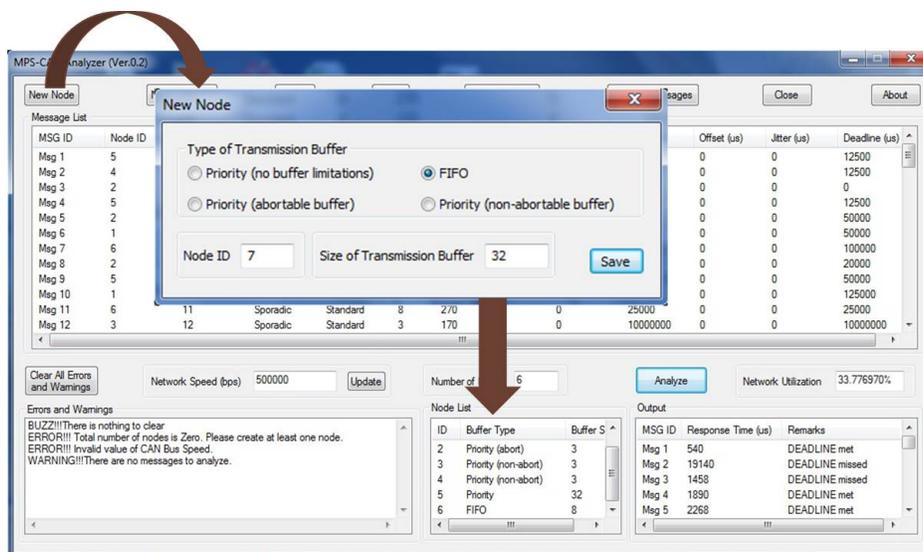 MPS-CAN Analyzer (Ver.0.2)
New Node
Close
About
Message List
MSG ID Node ID Offset (us) Jitter (us) Deadline (us)
Msg 1 5 0 0 12500
Msg 2 4 0 0 12500
Msg 3 2 0 0 0
Msg 4 5 0 0 12500
Msg 5 2 0 0 50000
Msg 6 1 0 0 50000
Msg 7 6 0 0 100000
Msg 8 2 0 0 20000
Msg 9 5 0 0 50000
Msg 10 1 0 0 125000
Msg 11 6 11 Sporadic Standard 8 270 0 25000 0 0 25000
Msg 12 3 12 Sporadic Standard 3 170 0 10000000 0 0 10000000
New Node
Type of Transmission Buffer
Priority (no buffer limitations) FIFO
Priority (abortable buffer) Priority (non-abortable buffer)
Node ID 7 Size of Transmission Buffer 32 Save
Clear All Errors
and Warnings
Network Speed (bps) 500000 Update
Number of 6
Analyze
Network Utilization 33.776970%
Errors and Warnings
BUZZ!!!There is nothing to clear
ERROR!!! Total number of nodes is Zero. Please create at least one node.
ERROR!!! Invalid value of CAN Bus Speed.
WARNING!!!There are no messages to analyze.
Node List
ID Buffer Type Buffer S
2 Priority (abort) 3
3 Priority (non-abort) 3
4 Priority (non-abort) 3
5 Priority 32
6 FIFO 8
Output
MSG ID Response Time (us) Remarks
Msg 1 540 DEADLINE met
Msg 2 19140 DEADLINE missed
Msg 3 1458 DEADLINE missed
Msg 4 1890 DEADLINE met
Msg 5 2268 DEADLINE met